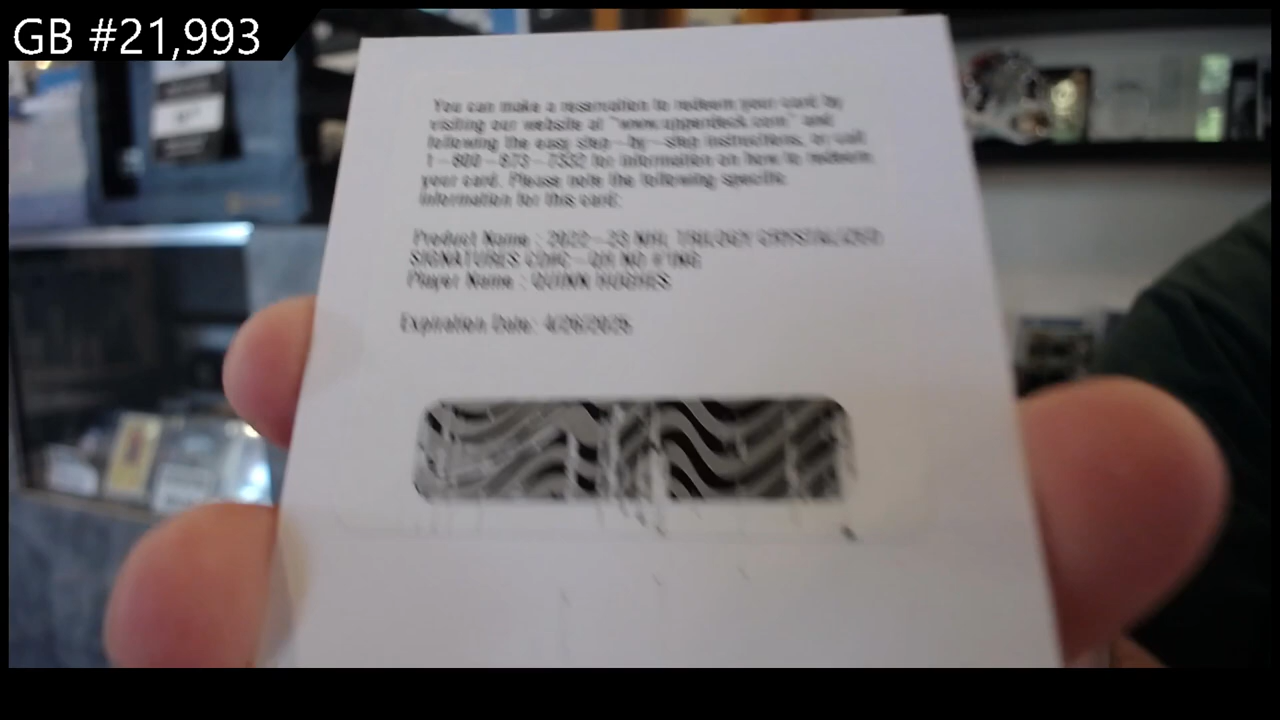 GB #21,993
You can make a reservation to redeem your card by
visiting our website at "www.upperdeck.com" and
following the easy step-by-step instructions, or call
1-800-873-7332 for information on how to redeem
your card. Please note the following specific
information for this card:
Product Name : 2022-23 NHL TRILOGY CRYSTALIZED
SIGNATURES
Player Name : QUINN HUGHES
Expiration Date: 4/26/2025